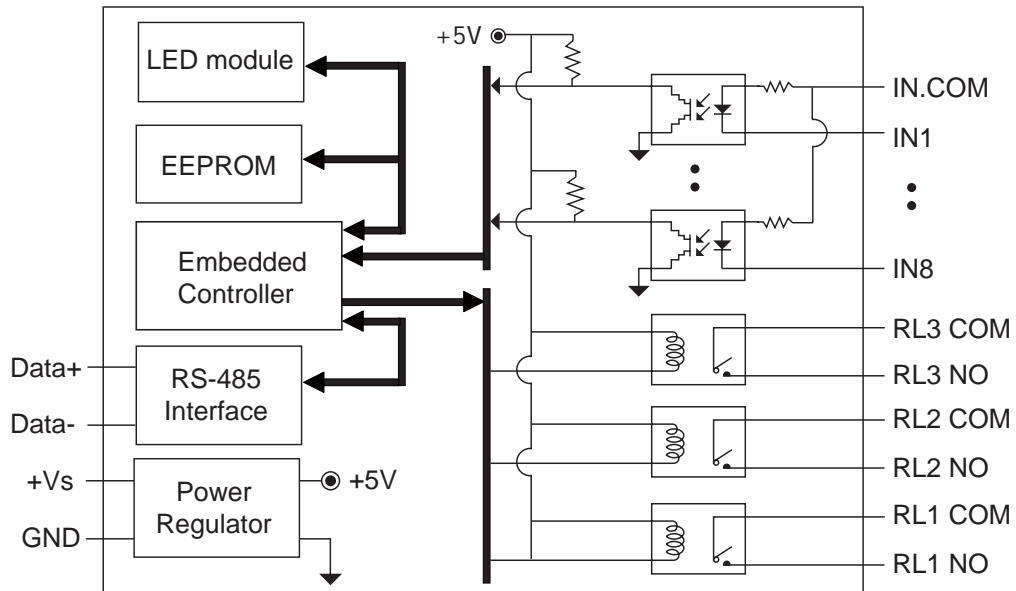 LED module
EEPROM
Embedded
Controller
RS-485
Interface
Power
Regulator
Data+
Data-
+Vs
GND
+5V
+5V
IN.COM
IN1
IN8
RL3 COM
RL3 NO
RL2 COM
RL2 NO
RL1 COM
RL1 NO